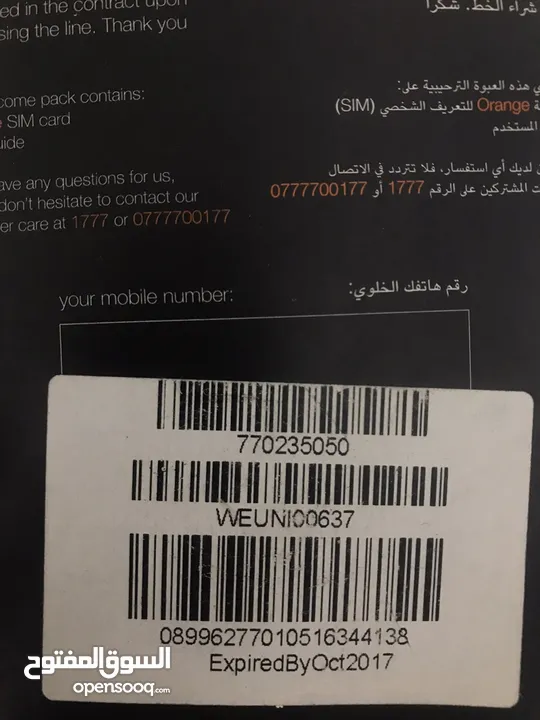 ed in the contract upon
sing the line. Thank you
شراء الخط. شكرا
come pack contains:
SIM card
uide
ي هذه العبوة الترحيبية على:
ة Orange للتعريف الشخصي (SIM)
المستخدم
ave any questions for us,
don't hesitate to contact our
er care at 1777 or 0777700177
ن لديك أي استفسار، فلا تتردد في الاتصال
ت المشتركين على الرقم 1777 أو 0777700177
your mobile number:
رقم هاتفك الخلوي:
770235050
WEUNI00637
08996277010516344138
ExpiredByOct2017
السوق المفتوح
opensooq.com